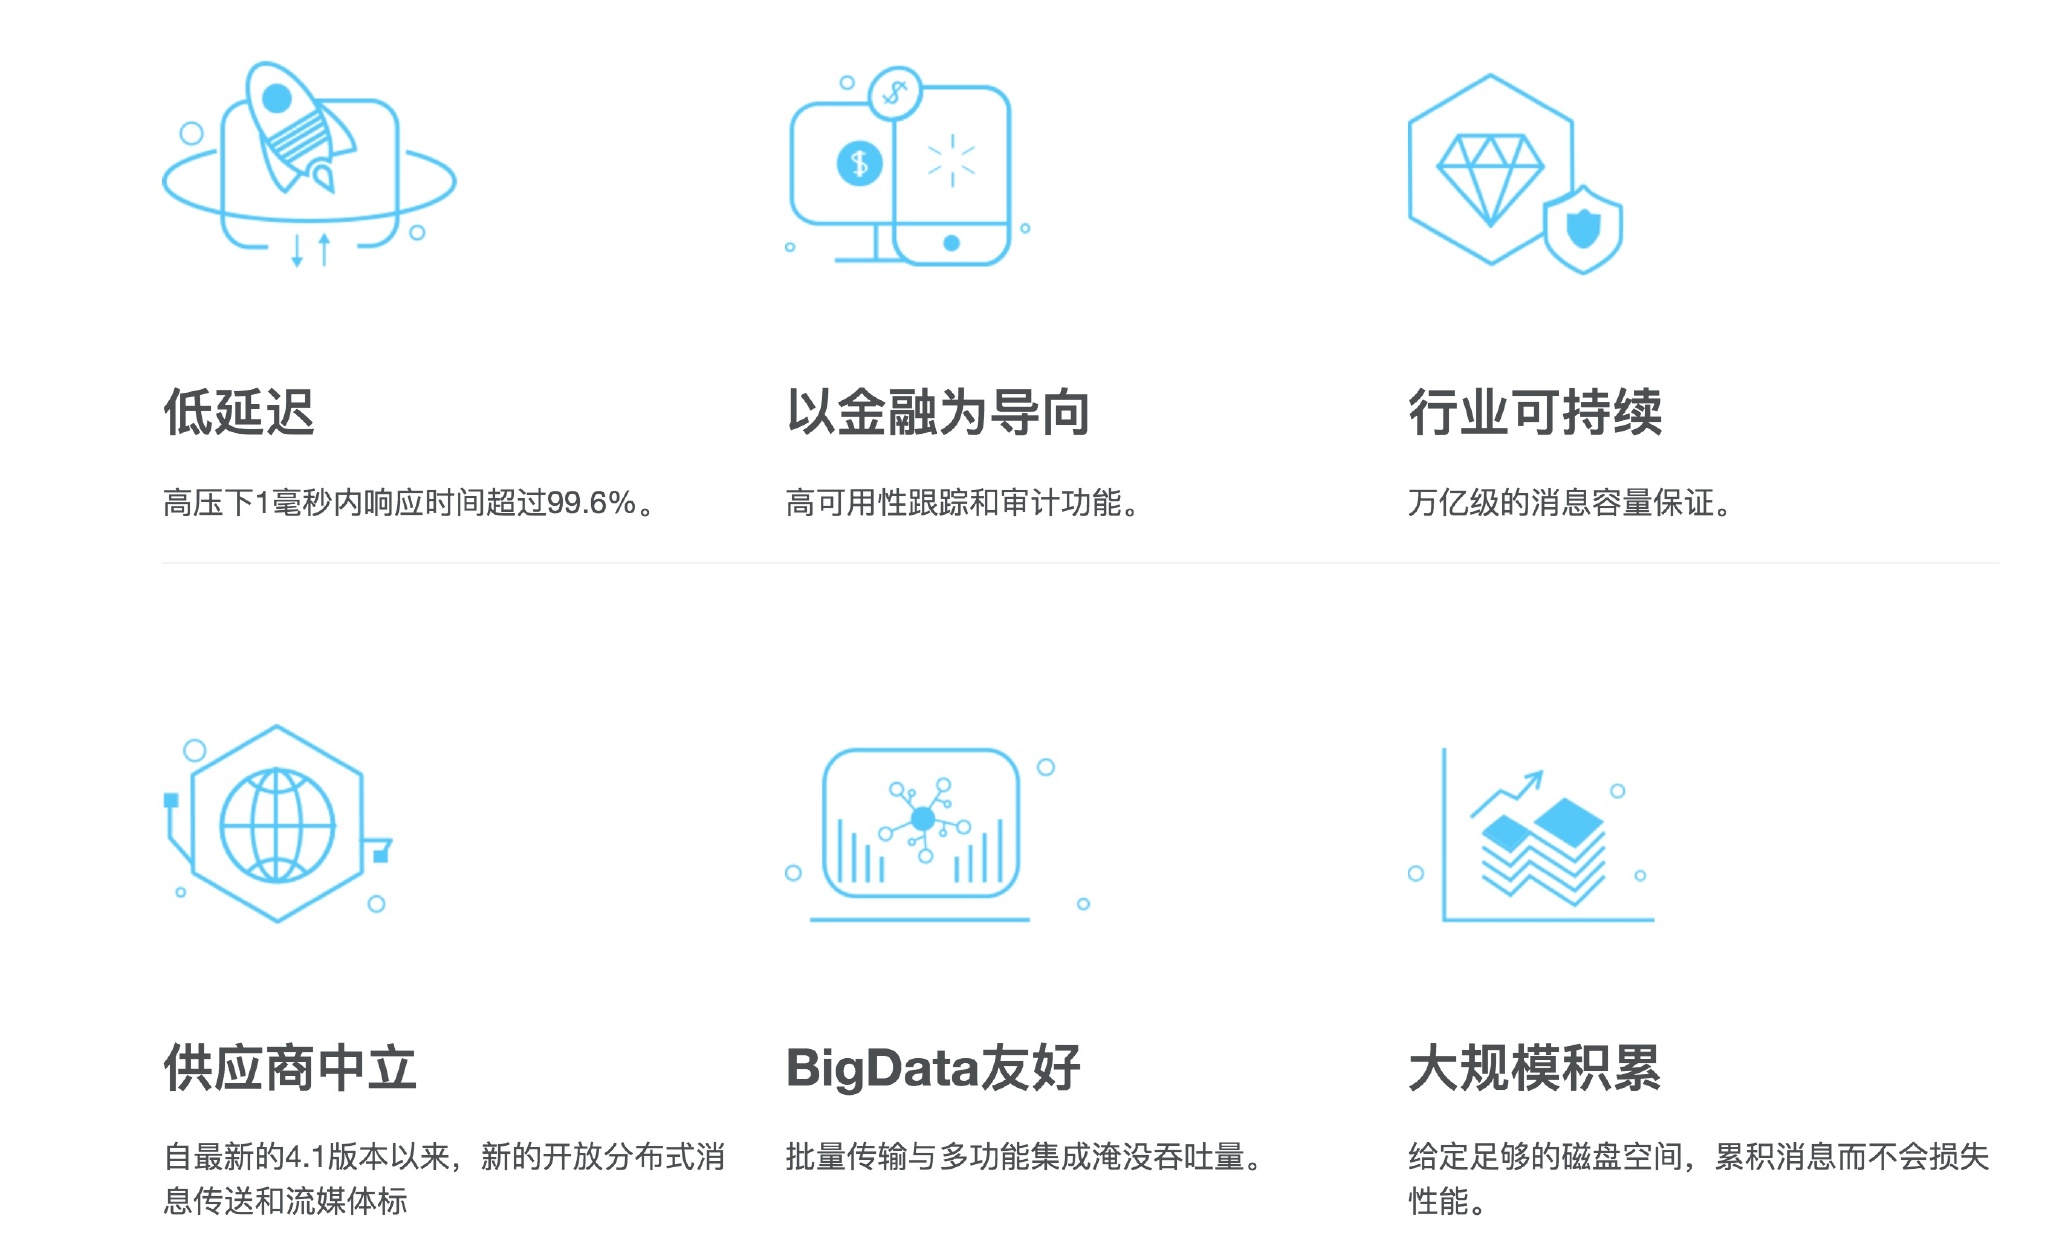 低延迟
以金融为导向
行业可持续
高压下1毫秒内响应时间超过99.6%。
高可用性跟踪和审计功能。
万亿级的消息容量保证。
供应商中立
BigData友好
大规模积累
自最新的4.1版本以来，新的开放分布式消
息传送和流媒体标
批量传输与多功能集成淹没吞吐量。
给定足够的磁盘空间，累积消息而不会损失
性能。